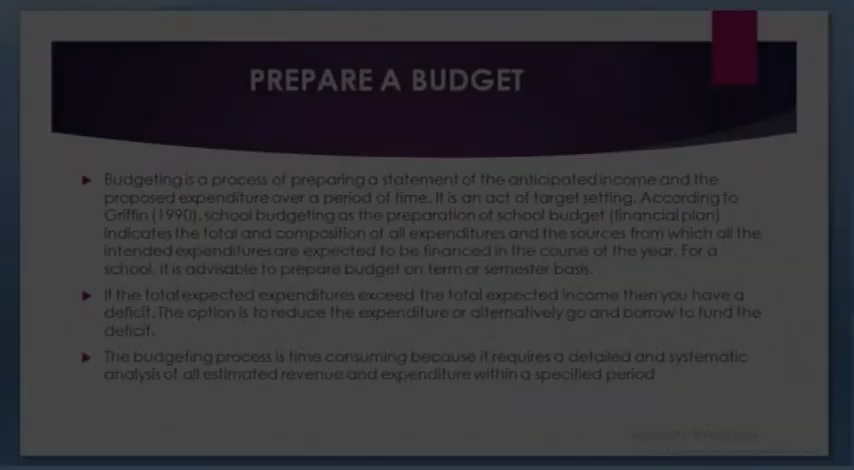 PREPARE A BUDGET
Budgeting is a process of preparing a statement of the anticipated income and the
proposed expenditure over a period of time. It is an act of target setting. According to
Griffin (1990), school budgeting as the preparation of school budget (financial plan)
indicates the total and composition of all expenditures and the sources from which all the
intended expenditures are expected to be financed in the course of the year. For a
school, it is advisable to prepare budget on term or semester basis.
If the total expected expenditures exceed the total expected income then you have a
deficit. The option is to reduce the expenditure or alternatively go and borrow to fund the
deficit.
The budgeting process is time consuming because it requires a detailed and systematic
analysis of all estimated revenue and expenditure within a specified period
Activate Windows